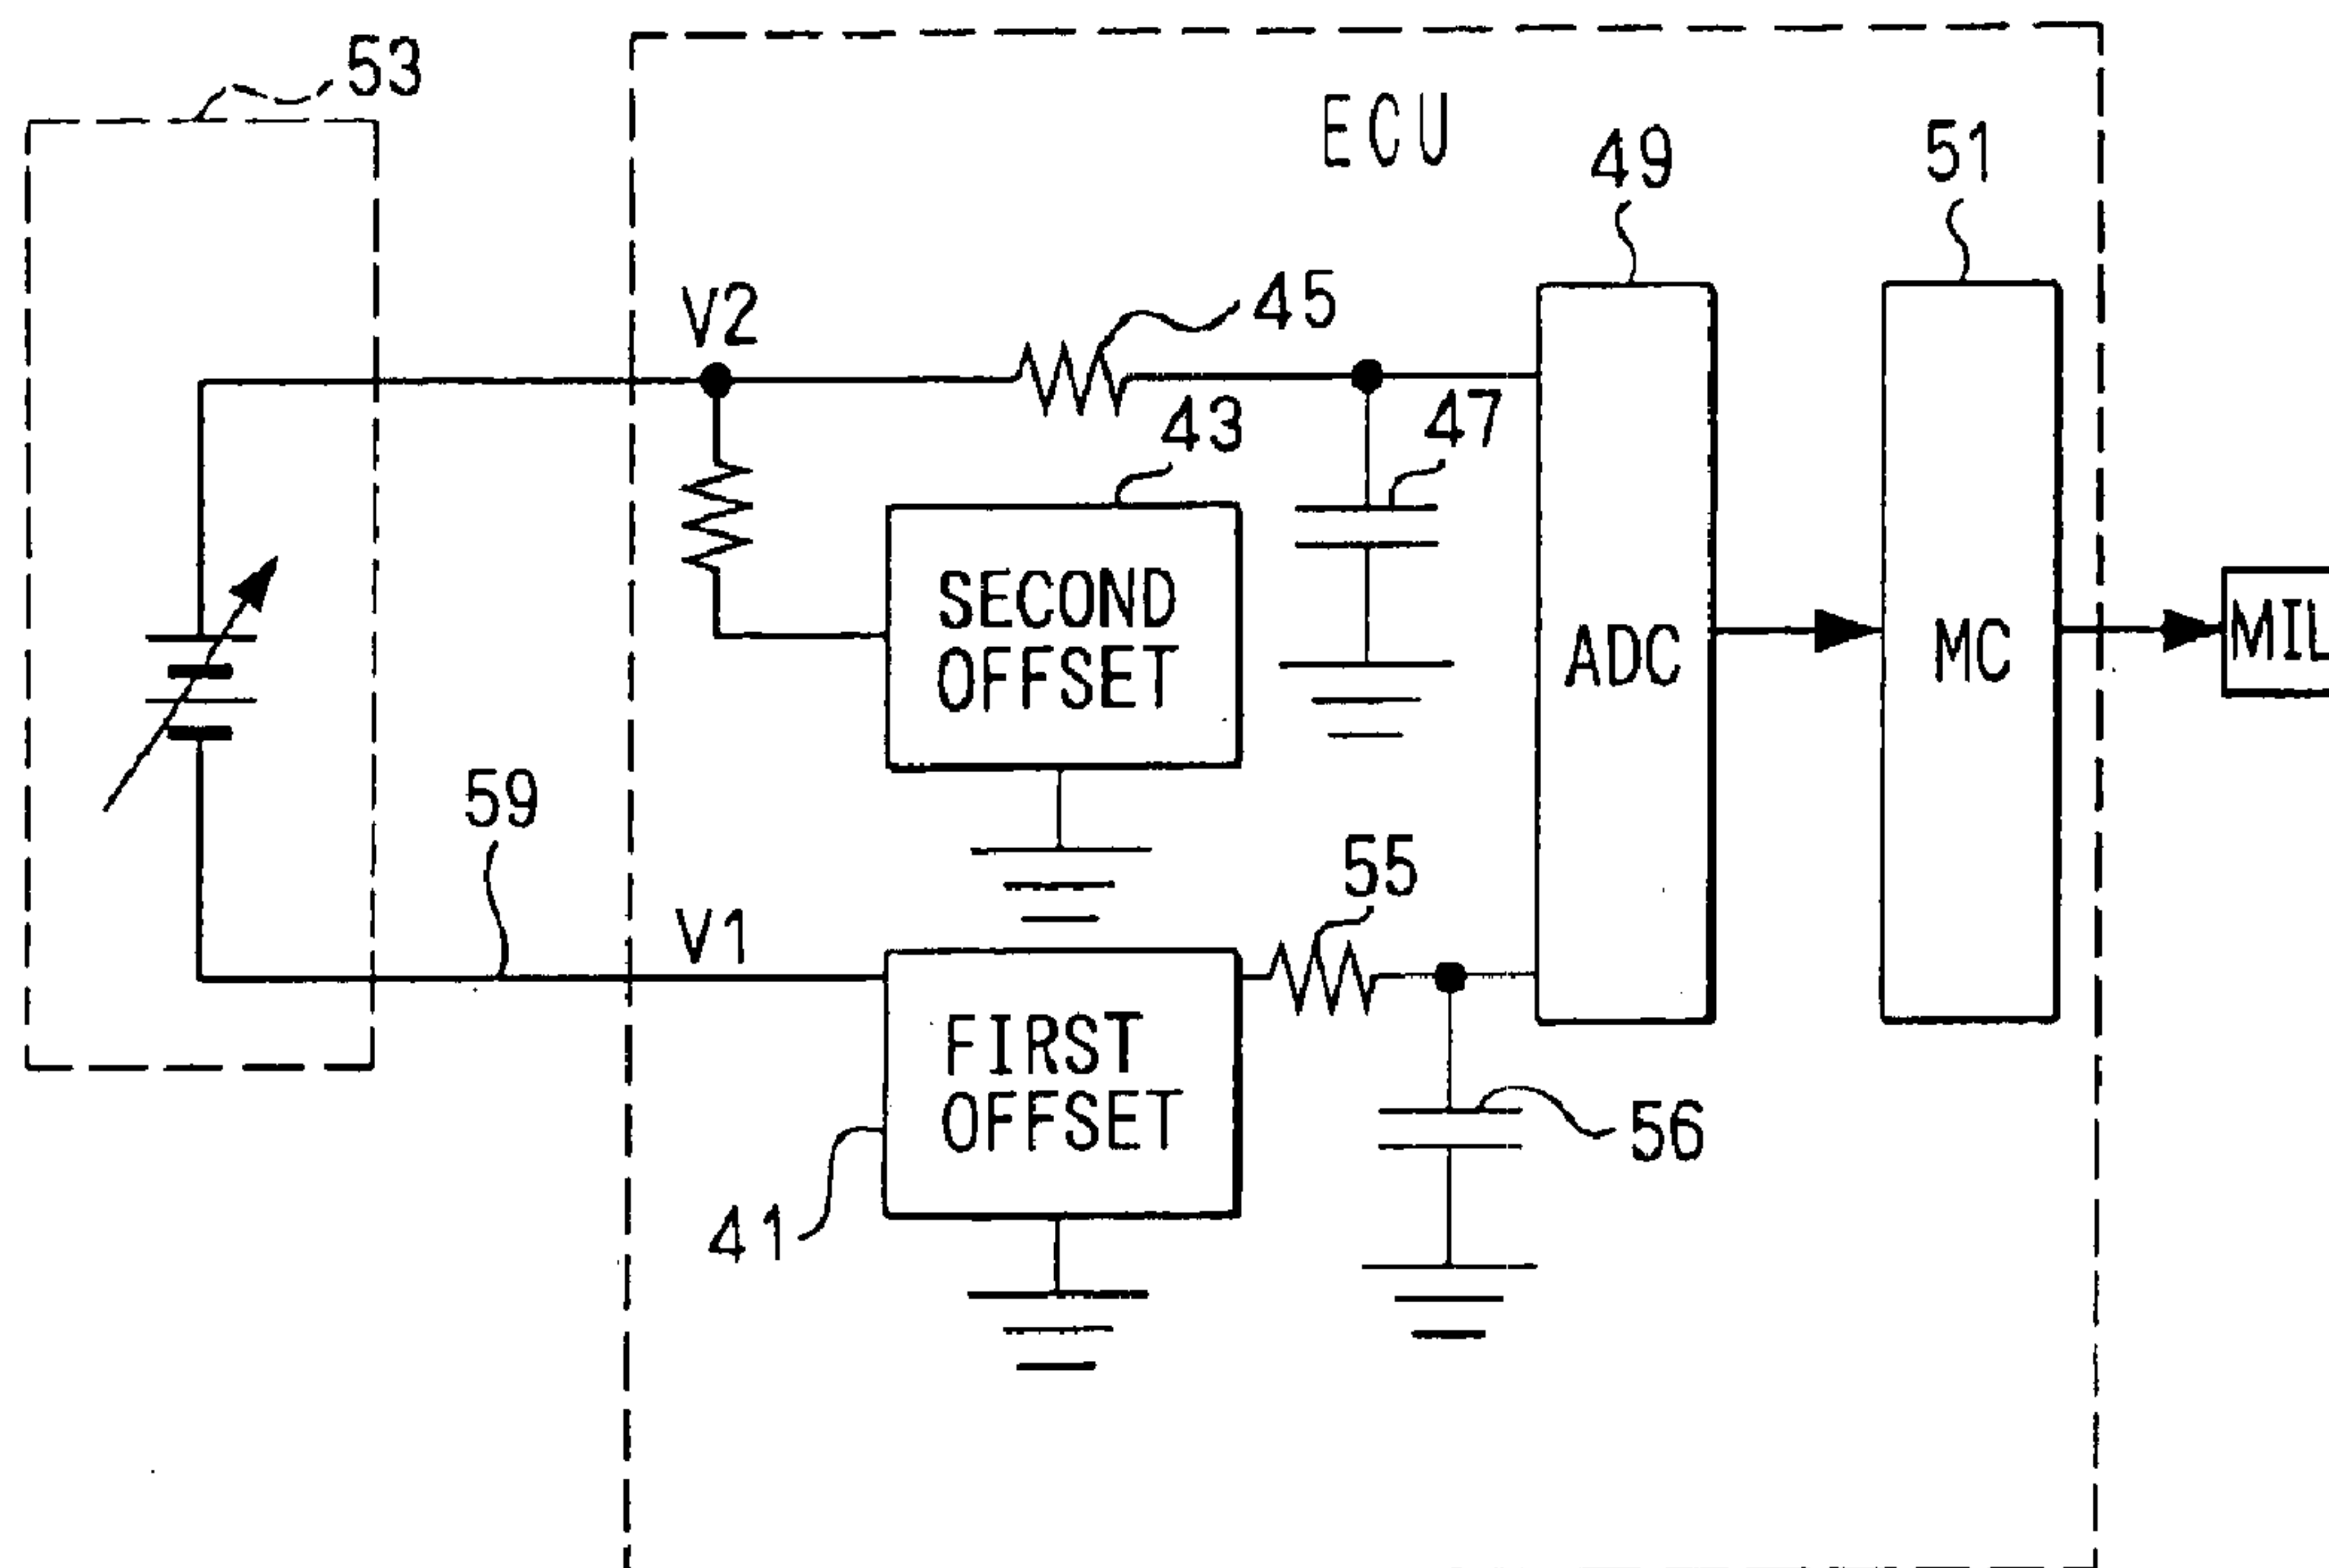 53
ECU
49
51
V2
45
43
47
SECOND
OFFSET
ADC
MC
MIL
59
55
V1
FIRST
OFFSET
41
56